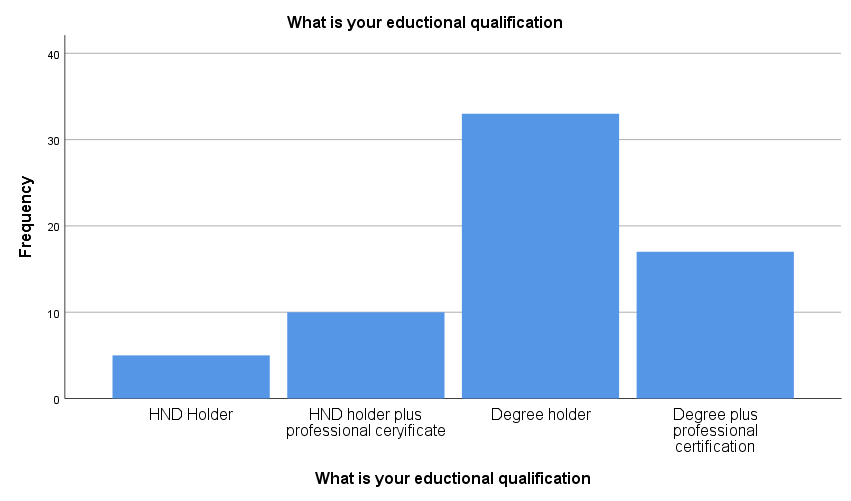 What is your eductional qualification
40
30
20
10
0
Frequency
HND Holder
HND holder plus
professional ceryificate
Degree holder
Degree plus
professional
certification
What is your eductional qualification